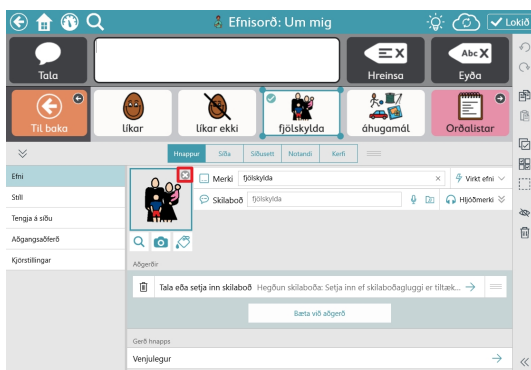 Efnisorð: Um mig
Lokið
Tala
Hreinsa
Abc X
Eyða
Til baka
líkar
líkar ekki
fjölskylda
áhugamál
Orðalistar
Hnappur
Síða
Síðusett
Notandi
Kerfi
Efni
Stíll
Tengja á síðu
Aðgangsaðferð
Kjörstillingar
Merki
fjölskylda
Virkt efni
Skilaboð
fjölskylda
Hljóðmerki
Aðgerðir
Tala eða setja inn skilaboð Hegðun skilaboða: Setja inn ef skilaboðagluggi er tiltæk...
Bæta við aðgerð
Gerð hnapps
Venjulegur